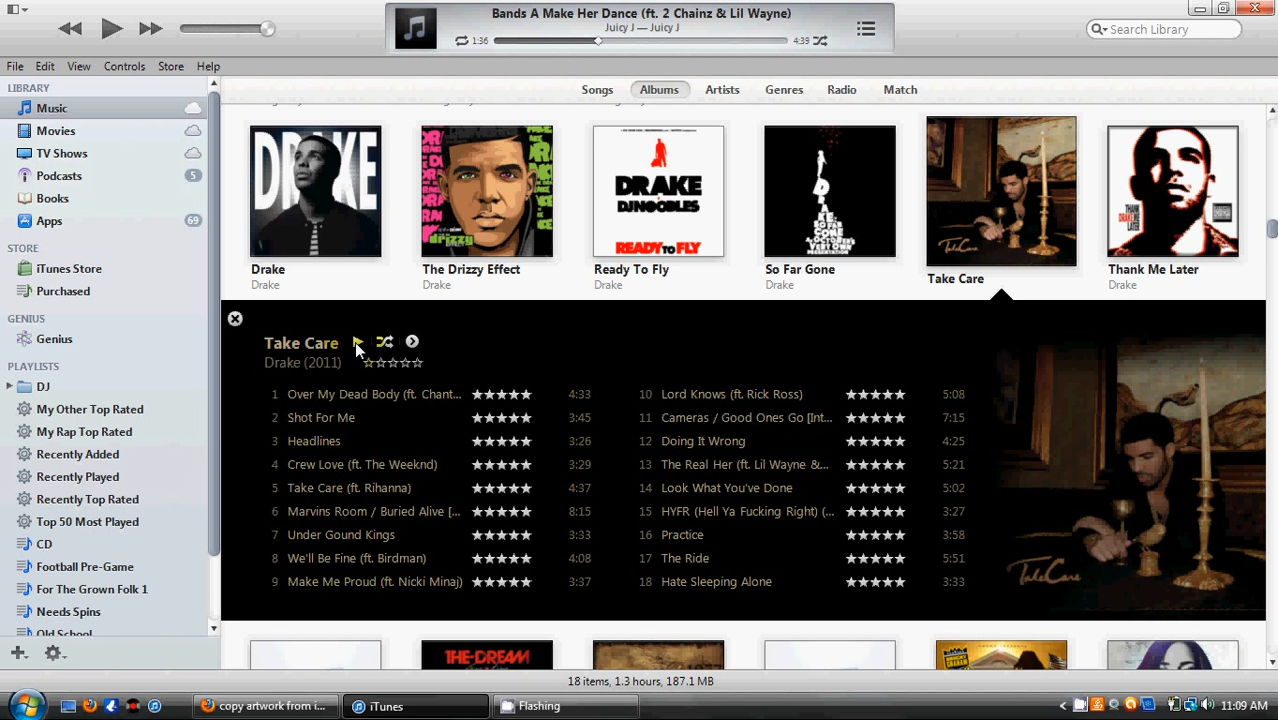 Bands A Make Her Dance (ft. 2 Chainz & Lil Wayne)
Juicy J — Juicy J
1:36
4:39
Search Library
File Edit View Controls Store Help
LIBRARY
Music
Movies
TV Shows
Podcasts 5
Books
Apps 69
STORE
iTunes Store
Purchased
GENIUS
Genius
PLAYLISTS
DJ
My Other Top Rated
My Rap Top Rated
Recently Added
Recently Played
Recently Top Rated
Top 50 Most Played
CD
Football Pre-Game
For The Grown Folk 1
Needs Spins
Old School
Songs Albums Artists Genres Radio Match
DRAKE
DRAKE
DJ NOODLES
READY TO FLY
TakeCare
THANK ME LATER
Drake
Drake
The Drizzy Effect
Drake
Ready To Fly
Drake
So Far Gone
Drake
Take Care
Thank Me Later
Drake
Take Care
Drake (2011)
1 Over My Dead Body (ft. Chant... 4:33
2 Shot For Me 3:45
3 Headlines 3:26
4 Crew Love (ft. The Weeknd) 3:29
5 Take Care (ft. Rihanna) 4:37
6 Marvins Room / Buried Alive [... 8:15
7 Under Gound Kings 3:33
8 We'll Be Fine (ft. Birdman) 4:08
9 Make Me Proud (ft. Nicki Minaj) 3:37
10 Lord Knows (ft. Rick Ross) 5:08
11 Cameras / Good Ones Go [Int... 7:15
12 Doing It Wrong 4:25
13 The Real Her (ft. Lil Wayne &... 5:21
14 Look What You've Done 5:02
15 HYFR (Hell Ya Fucking Right) (... 3:27
16 Practice 3:58
17 The Ride 5:51
18 Hate Sleeping Alone 3:33
TakeCare
THE-DREAM
18 items, 1.3 hours, 187.1 MB
copy artwork from i...
iTunes
Flashing
11:09 AM